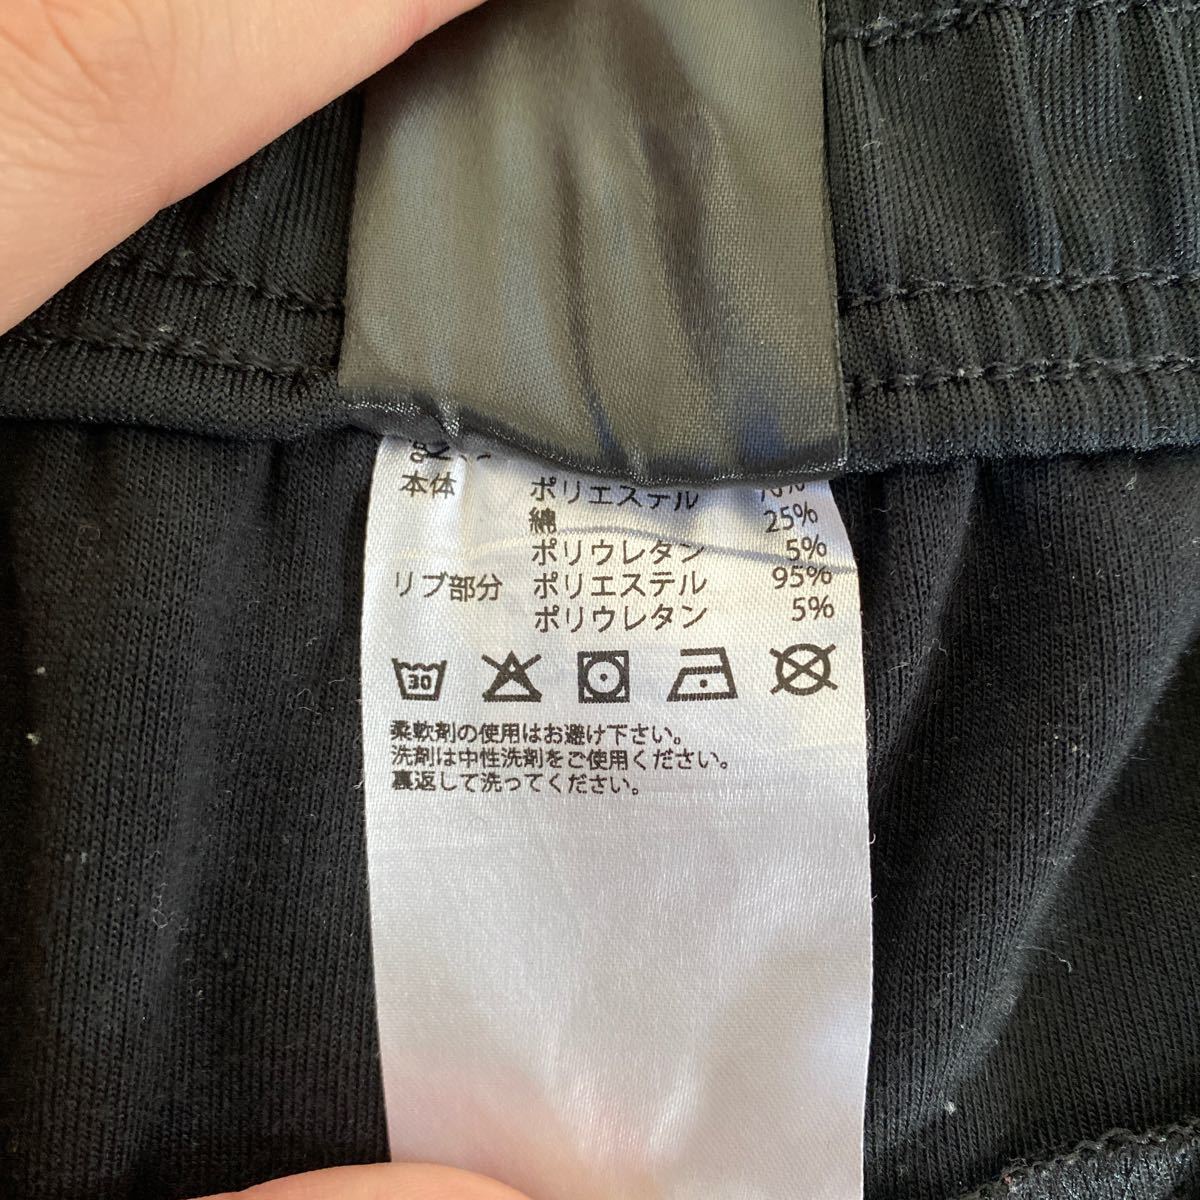 本体 ポリエステル 70%
綿 25%
ポリウレタン 5%
リブ部分 ポリエステル 95%
ポリウレタン 5%
30
柔軟剤の使用はお避け下さい。
洗剤は中性洗剤をご使用ください。
裏返して洗ってください。